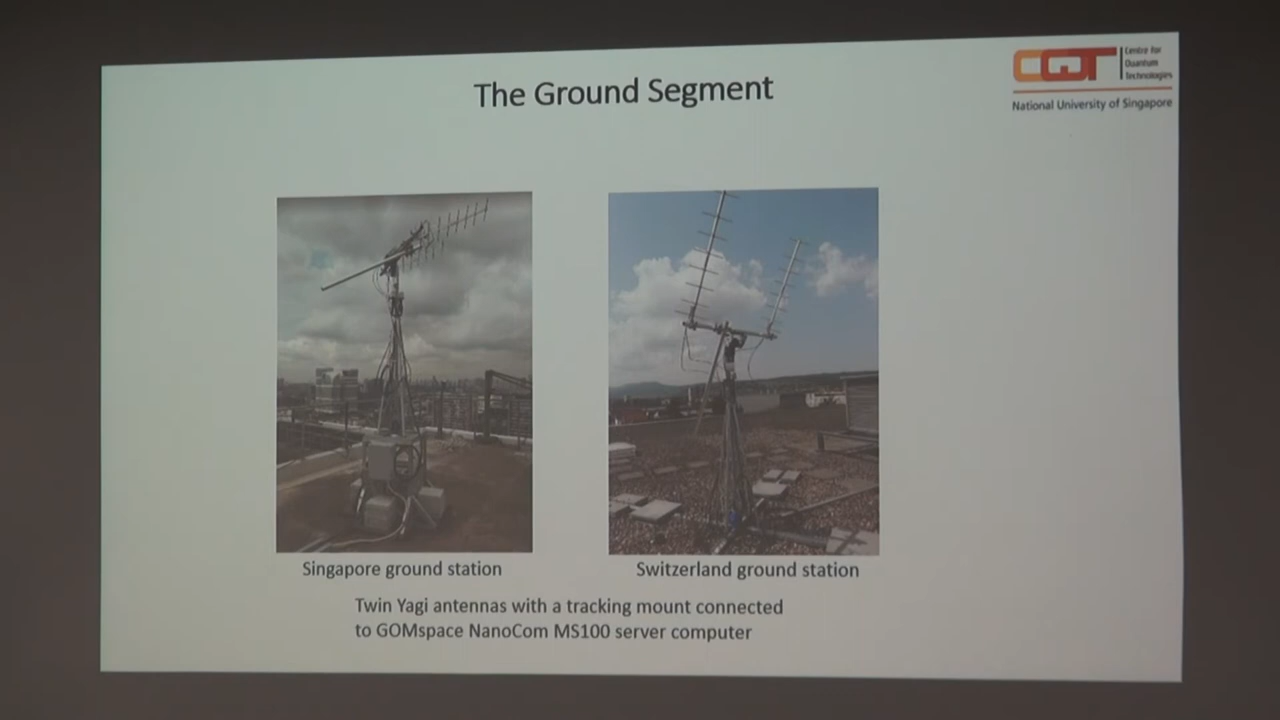 The Ground Segment
CQT
Centre for
Quantum
Technologies
National University of Singapore
Singapore ground station
Switzerland ground station
Twin Yagi antennas with a tracking mount connected
to GOMspace NanoCom MS100 server computer